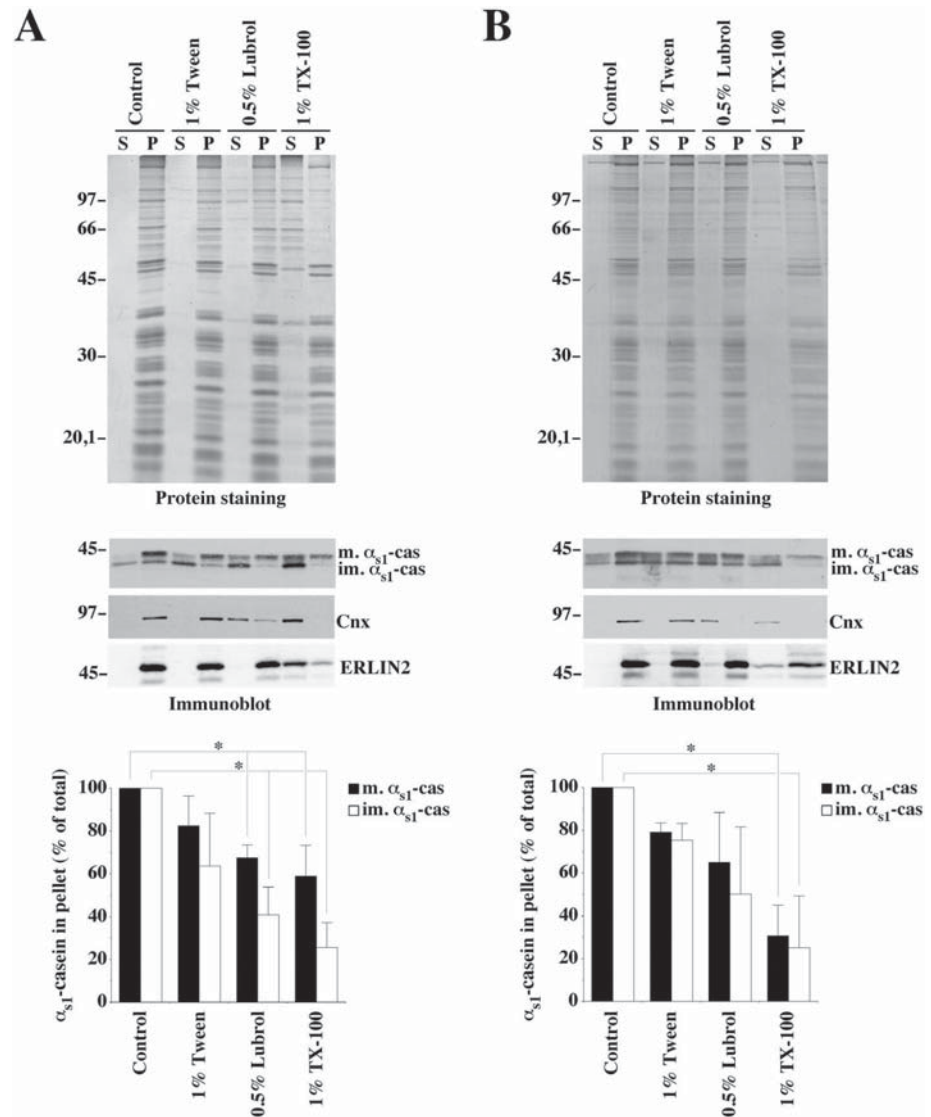 A
Control
1% Tween
0.5% Lubrol
1% TX-100
S P S P S P S P
97
66
45
30
20,1
Protein staining
45
m. αs1-cas
im. αs1-cas
97
Cnx
45
ERLIN2
Immunoblot
*
*
m. αs1-cas
im. αs1-cas
αs1-casein in pellet (% of total)
100
80
60
40
20
0
Control
1% Tween
0.5% Lubrol
1% TX-100
B
Control
1% Tween
0.5% Lubrol
1% TX-100
S P S P S P S P
97
66
45
30
20,1
Protein staining
45
m. αs1-cas
im. αs1-cas
97
Cnx
45
ERLIN2
Immunoblot
*
*
m. αs1-cas
im. αs1-cas
αs1-casein in pellet (% of total)
100
80
60
40
20
0
Control
1% Tween
0.5% Lubrol
1% TX-100